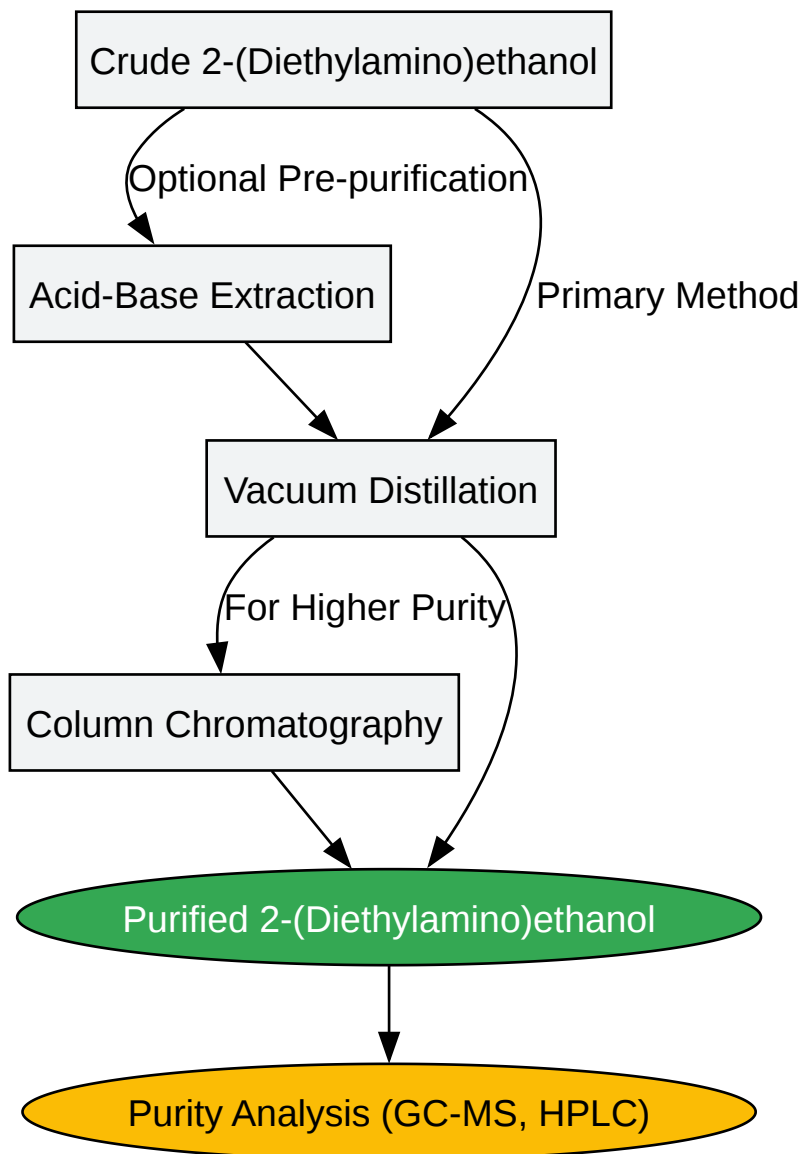 Crude 2-(Diethylamino)ethanol
Optional Pre-purification
Acid-Base Extraction
Primary Method
Vacuum Distillation
For Higher Purity
Column Chromatography
Purified 2-(Diethylamino)ethanol
Purity Analysis (GC-MS, HPLC)